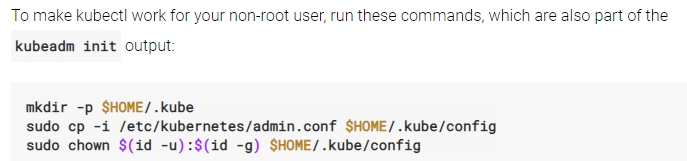 To make kubectl work for your non-root user, run these commands, which are also part of the
kubeadm init output:
mkdir -p $HOME/.kube
sudo cp -i /etc/kubernetes/admin.conf $HOME/.kube/config
sudo chown $(id -u):$(id -g) $HOME/.kube/config